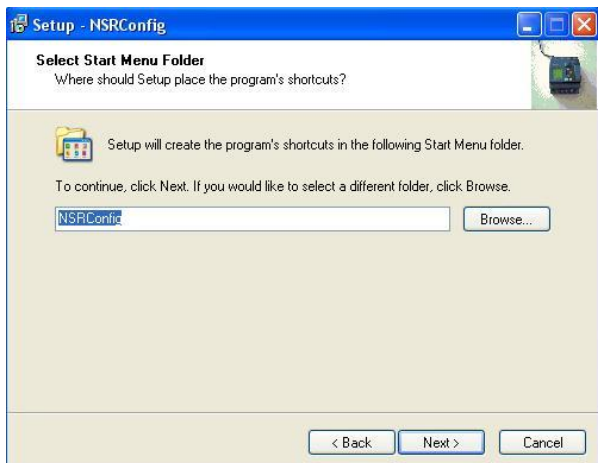 Setup - NSRConfig
Select Start Menu Folder
Where should Setup place the program's shortcuts?
Setup will create the program's shortcuts in the following Start Menu folder.
To continue, click Next. If you would like to select a different folder, click Browse.
NSRConfig
Browse...
< Back
Next >
Cancel